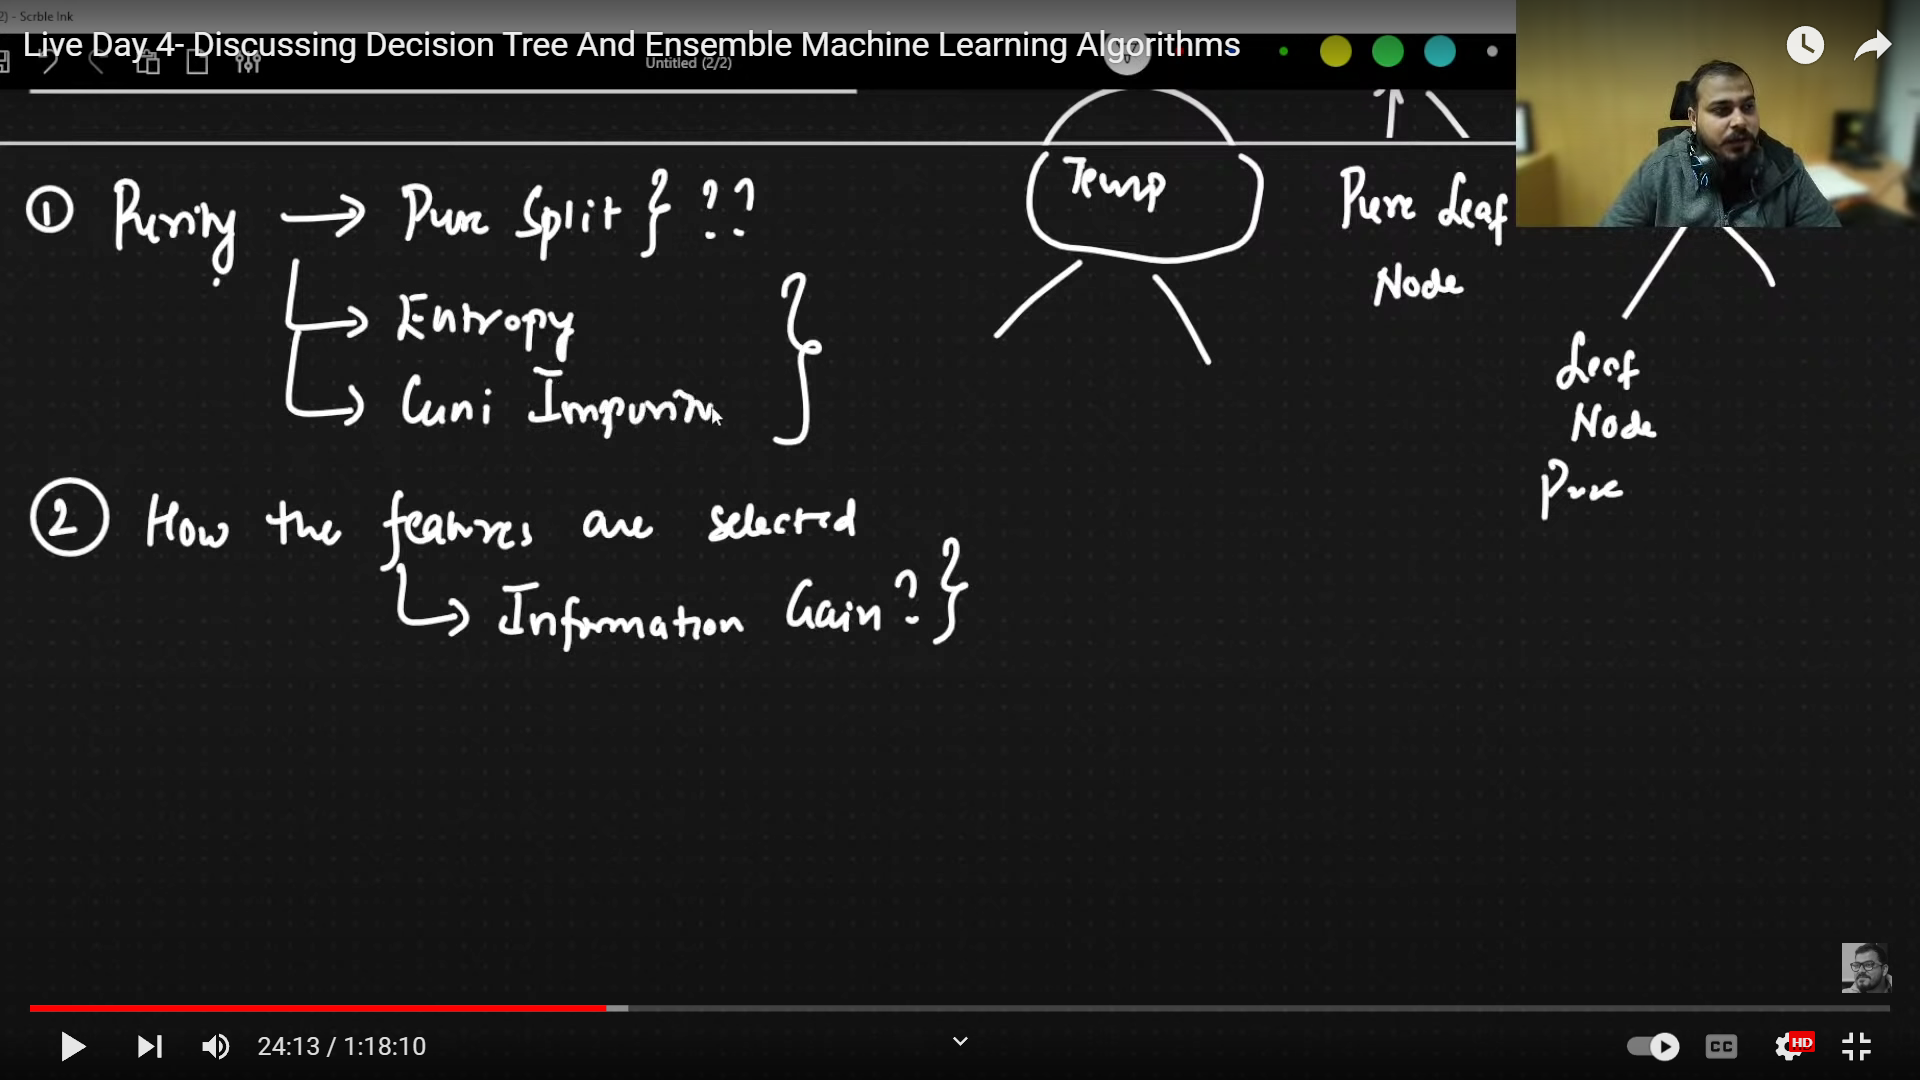 2) - Scrble Ink
Live Day 4- Discussing Decision Tree And Ensemble Machine Learning Algorithms
Untitled (2/2)
① Purity → Pure Split } ??
→ Entropy
→ Guni Impurity
② How the features are selected
→ Information Gain? }
Temp
Pure Leaf
Node
Leaf
Node
Pure
24:13 / 1:18:10
CC
HD